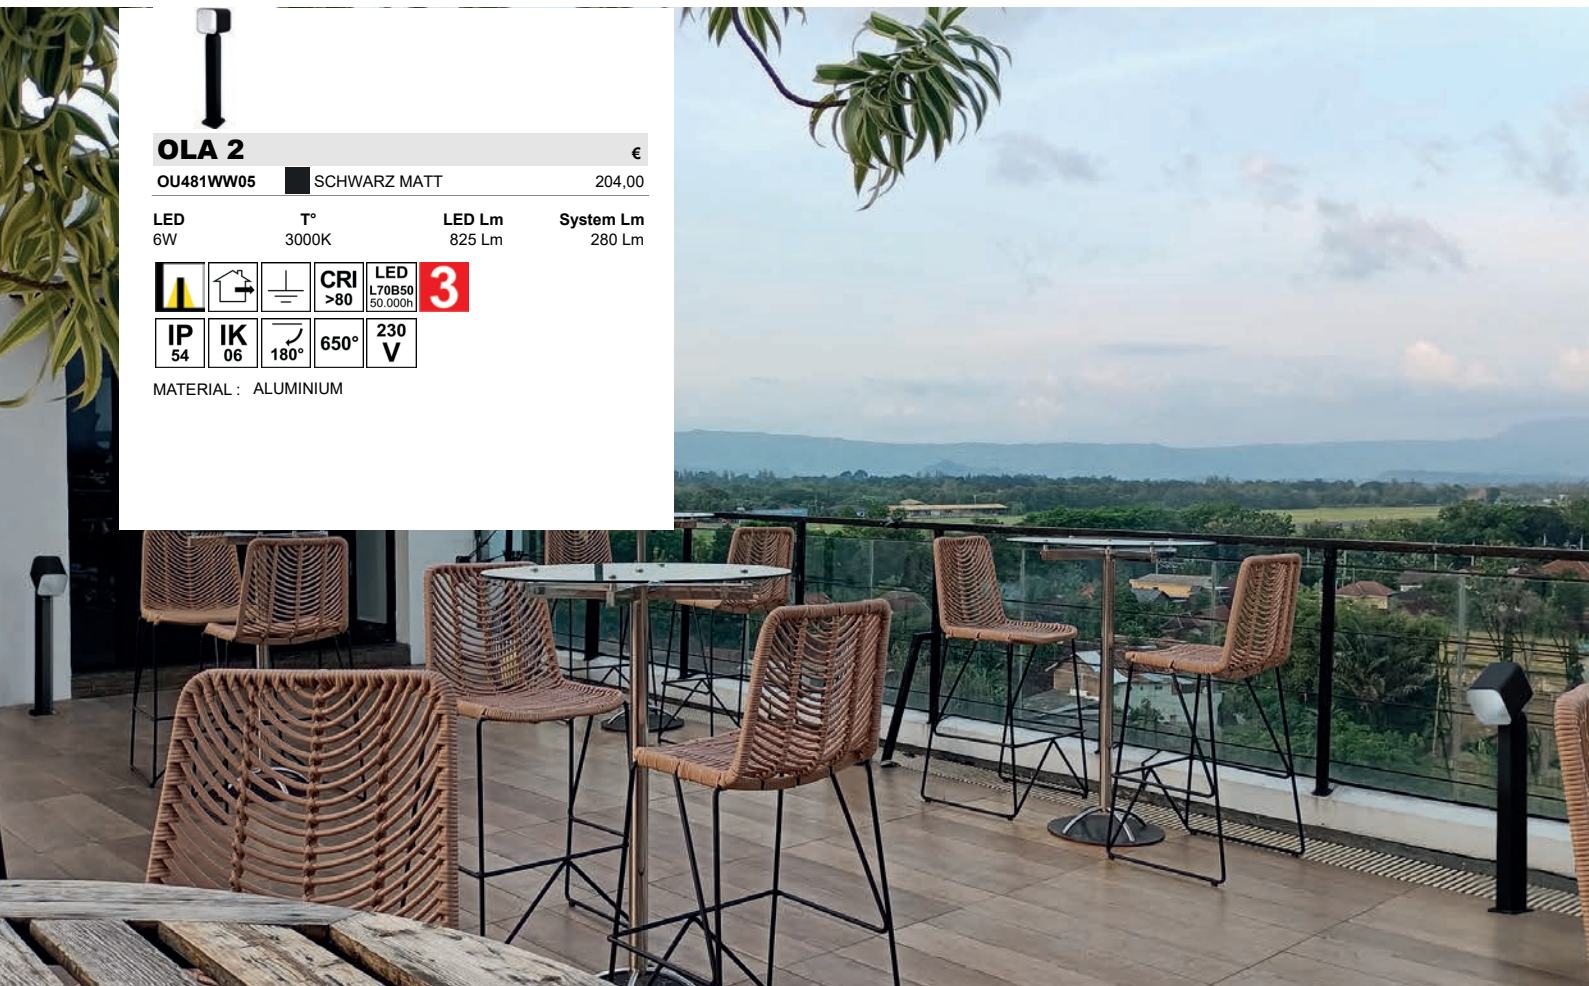 OLA 2 €
OU481WW05 SCHWARZ MATT 204,00
LED T° LED Lm System Lm
6W 3000K 825 Lm 280 Lm
CRI >80
LED L70B50 50.000h
3
IP 54
IK 06
180°
650°
230 V
MATERIAL : ALUMINIUM